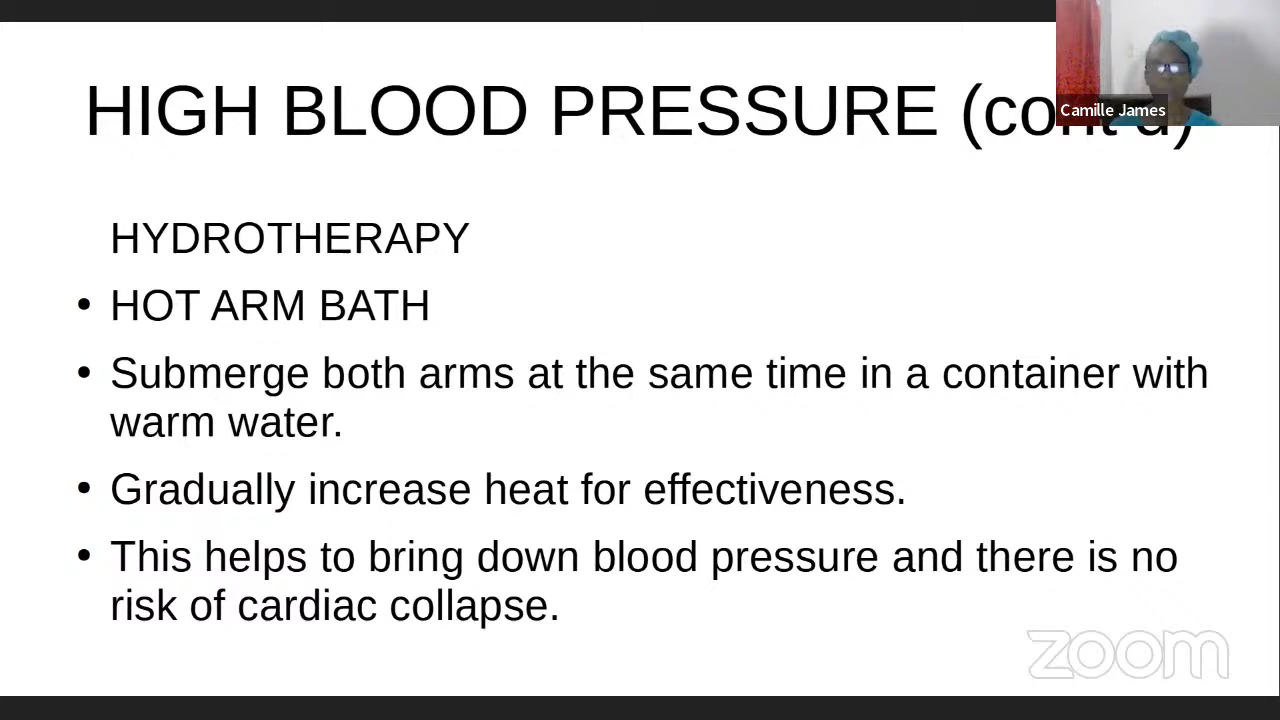 HIGH BLOOD PRESSURE
Camille James
HYDROTHERAPY
• HOT ARM BATH
• Submerge both arms at the same time in a container with
warm water.
• Gradually increase heat for effectiveness.
• This helps to bring down blood pressure and there is no
risk of cardiac collapse.
zoom